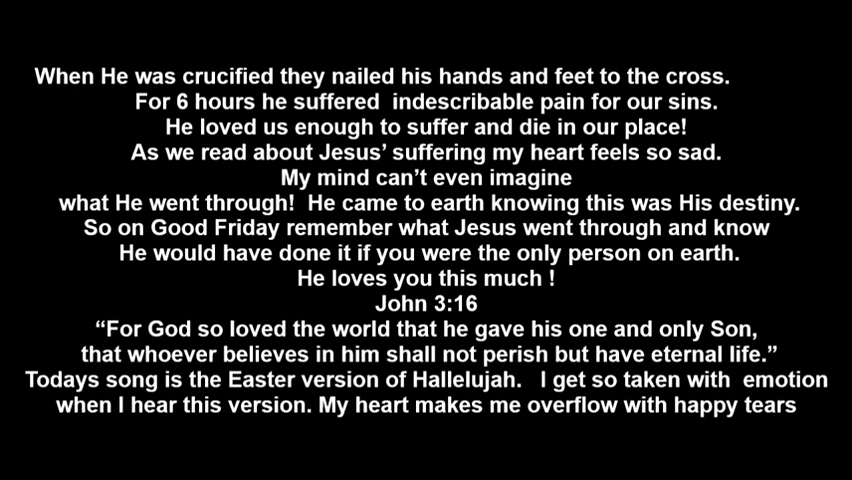 When He was crucified they nailed his hands and feet to the cross.
For 6 hours he suffered  indescribable pain for our sins.
He loved us enough to suffer and die in our place!
As we read about Jesus’ suffering my heart feels so sad.
My mind can’t even imagine
what He went through!  He came to earth knowing this was His destiny.
So on Good Friday remember what Jesus went through and know
He would have done it if you were the only person on earth.
He loves you this much !
John 3:16
“For God so loved the world that he gave his one and only Son,
that whoever believes in him shall not perish but have eternal life.”
Todays song is the Easter version of Hallelujah.   I get so taken with  emotion
when I hear this version. My heart makes me overflow with happy tears